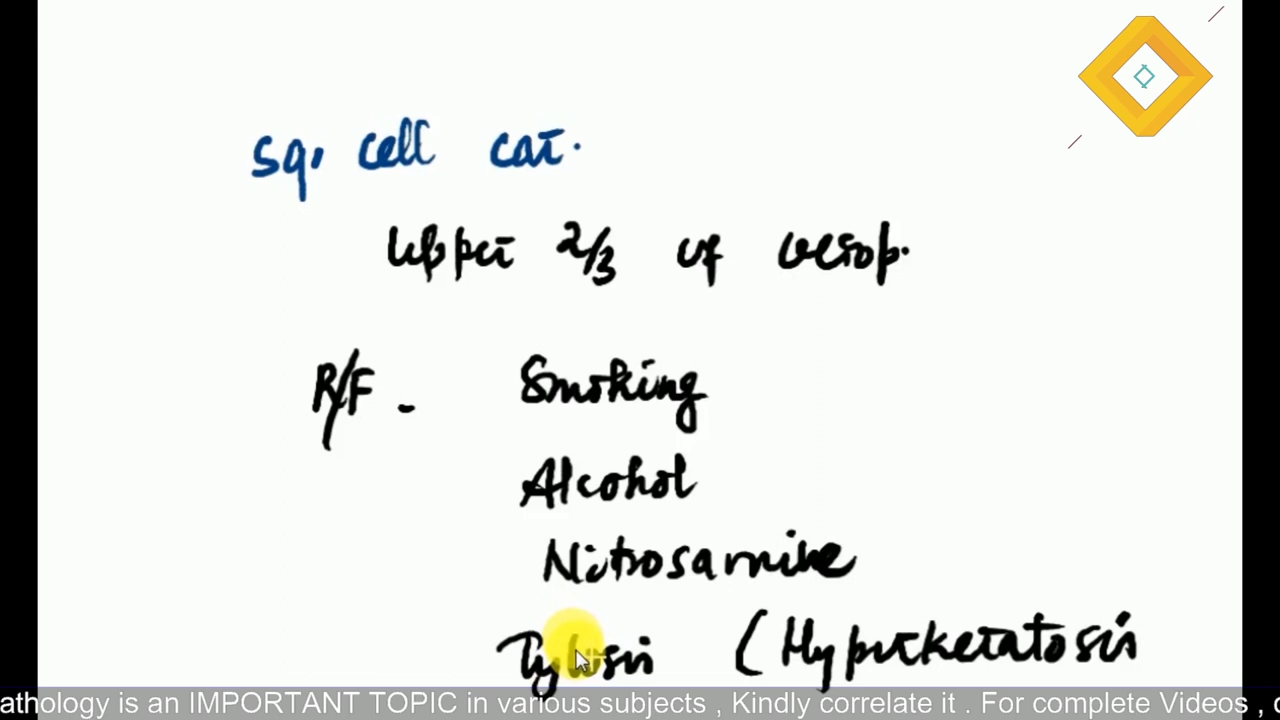 Sq. cell car.
Upper 2/3 of oesop.
R/F - Smoking
Alcohol
Nitrosamine
Tylosis (Hyperkeratosis
athology is an IMPORTANT TOPIC in various subjects , Kindly correlate it . For complete Videos ,